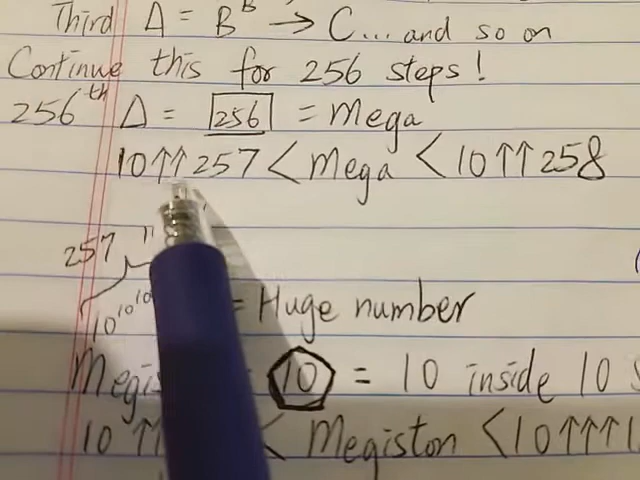 Third Δ = B^B → C... and so on
Continue this for 256 steps!
256th Δ = 256 = Mega
10↑↑257 < Mega < 10↑↑258
257
10^10^10 = Huge number
10 = 10 inside 10
10 ↑ < Megiston < 10↑↑↑